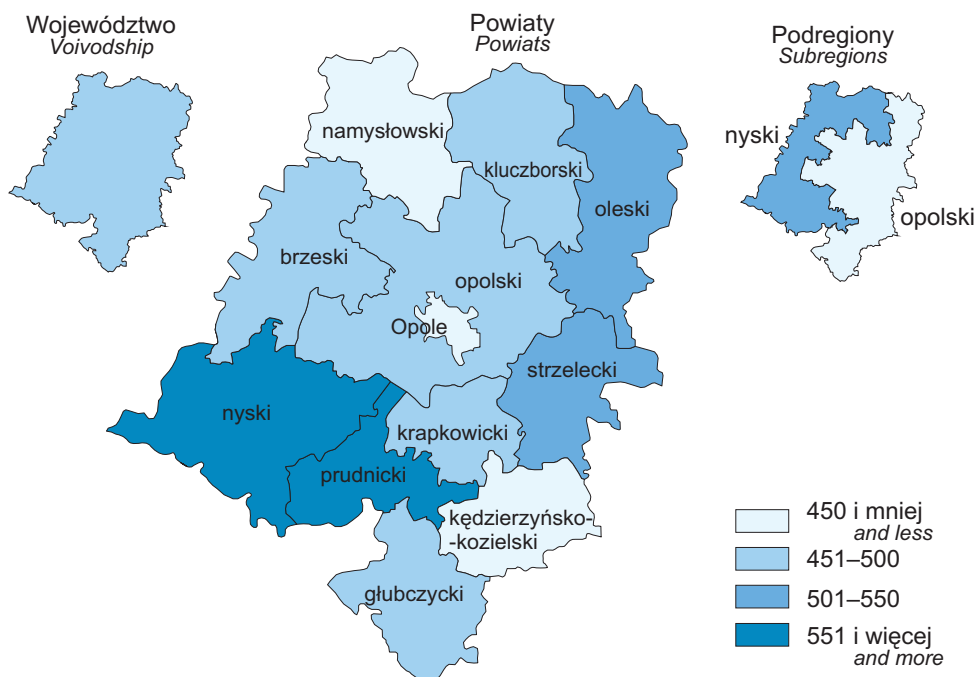 Województwo
Voivodship
Powiaty
Powiats
Podregiony
Subregions
namysłowski
kluczborski
oleski
brzeski
opolski
Opole
strzelecki
nyski
krapkowicki
prudnicki
kędzierzyńsko-
-kozielski
głubczycki
nyski
opolski
450 i mniej
and less
451–500
501–550
551 i więcej
and more